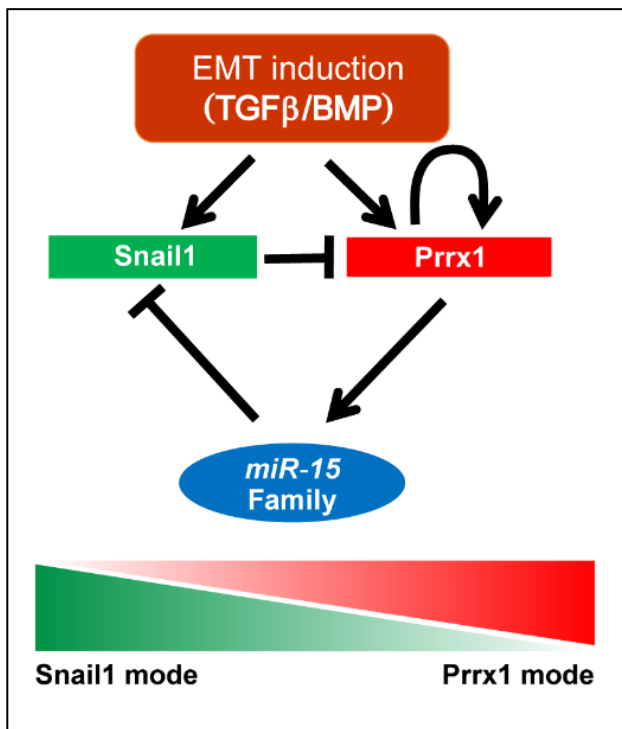 EMT induction
(TGFβ/BMP)
Snail1
Prrx1
miR-15
Family
Snail1 mode
Prrx1 mode